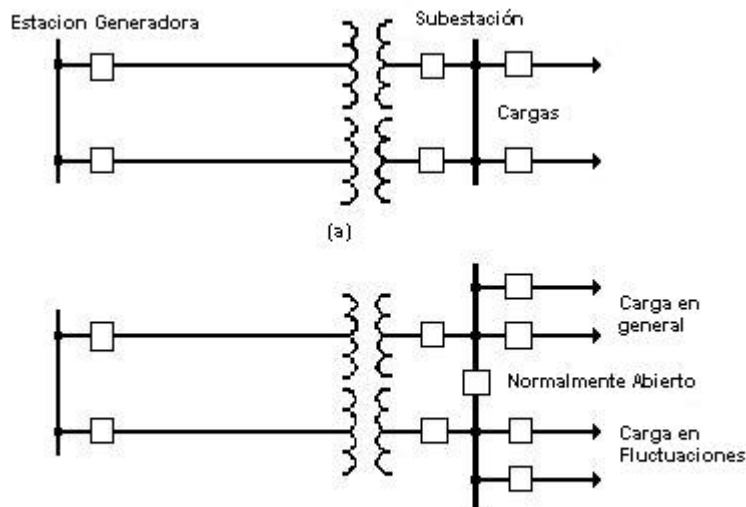 Estacion Generadora
Subestación
Cargas
(a)
Carga en
general
Normalmente Abierto
Carga en
Fluctuaciones